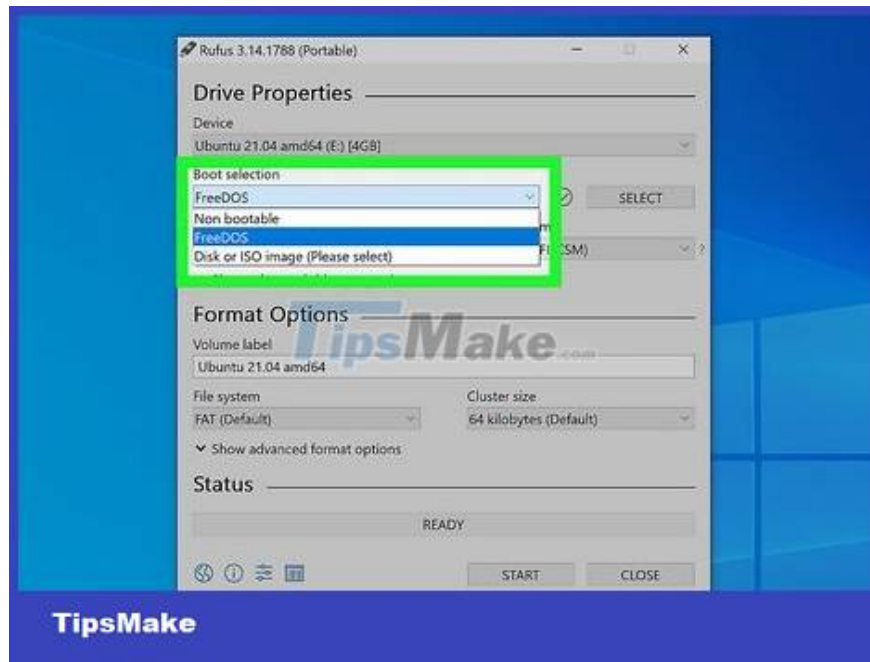 Rufus 3.14.1788 (Portable)
Drive Properties
Device
Ubuntu 21.04 amd64 (E:) [4GB]
Boot selection
FreeDOS
SELECT
Non bootable
FreeDOS
CSM)
?
Disk or ISO image (Please select)
Format Options
TipsMake.com
Volume label
Ubuntu 21.04 amd64
File system Cluster size
FAT (Default) 64 kilobytes (Default)
Show advanced format options
Status
READY
START CLOSE
TipsMake